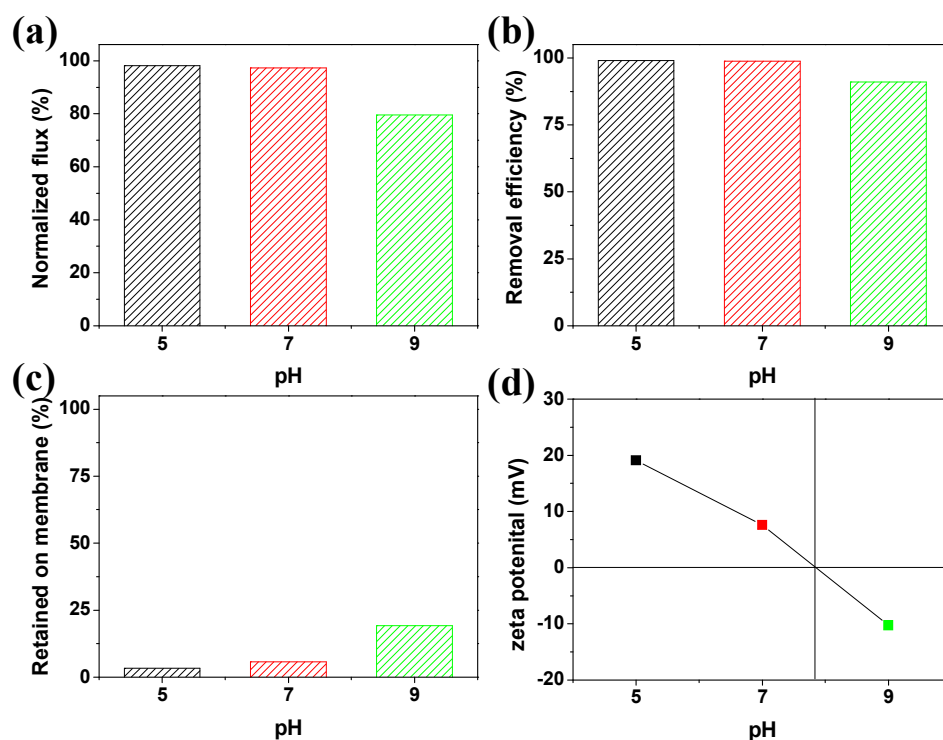 (a)
Normalized flux (%)
100
80
60
40
20
0
5 7 9
pH
(b)
Removal efficiency (%)
100
75
50
25
0
5 7 9
pH
(c)
Retained on membrane (%)
100
75
50
25
0
5 7 9
pH
(d)
zeta potenital (mV)
30
20
10
0
-10
-20
5 7 9
pH